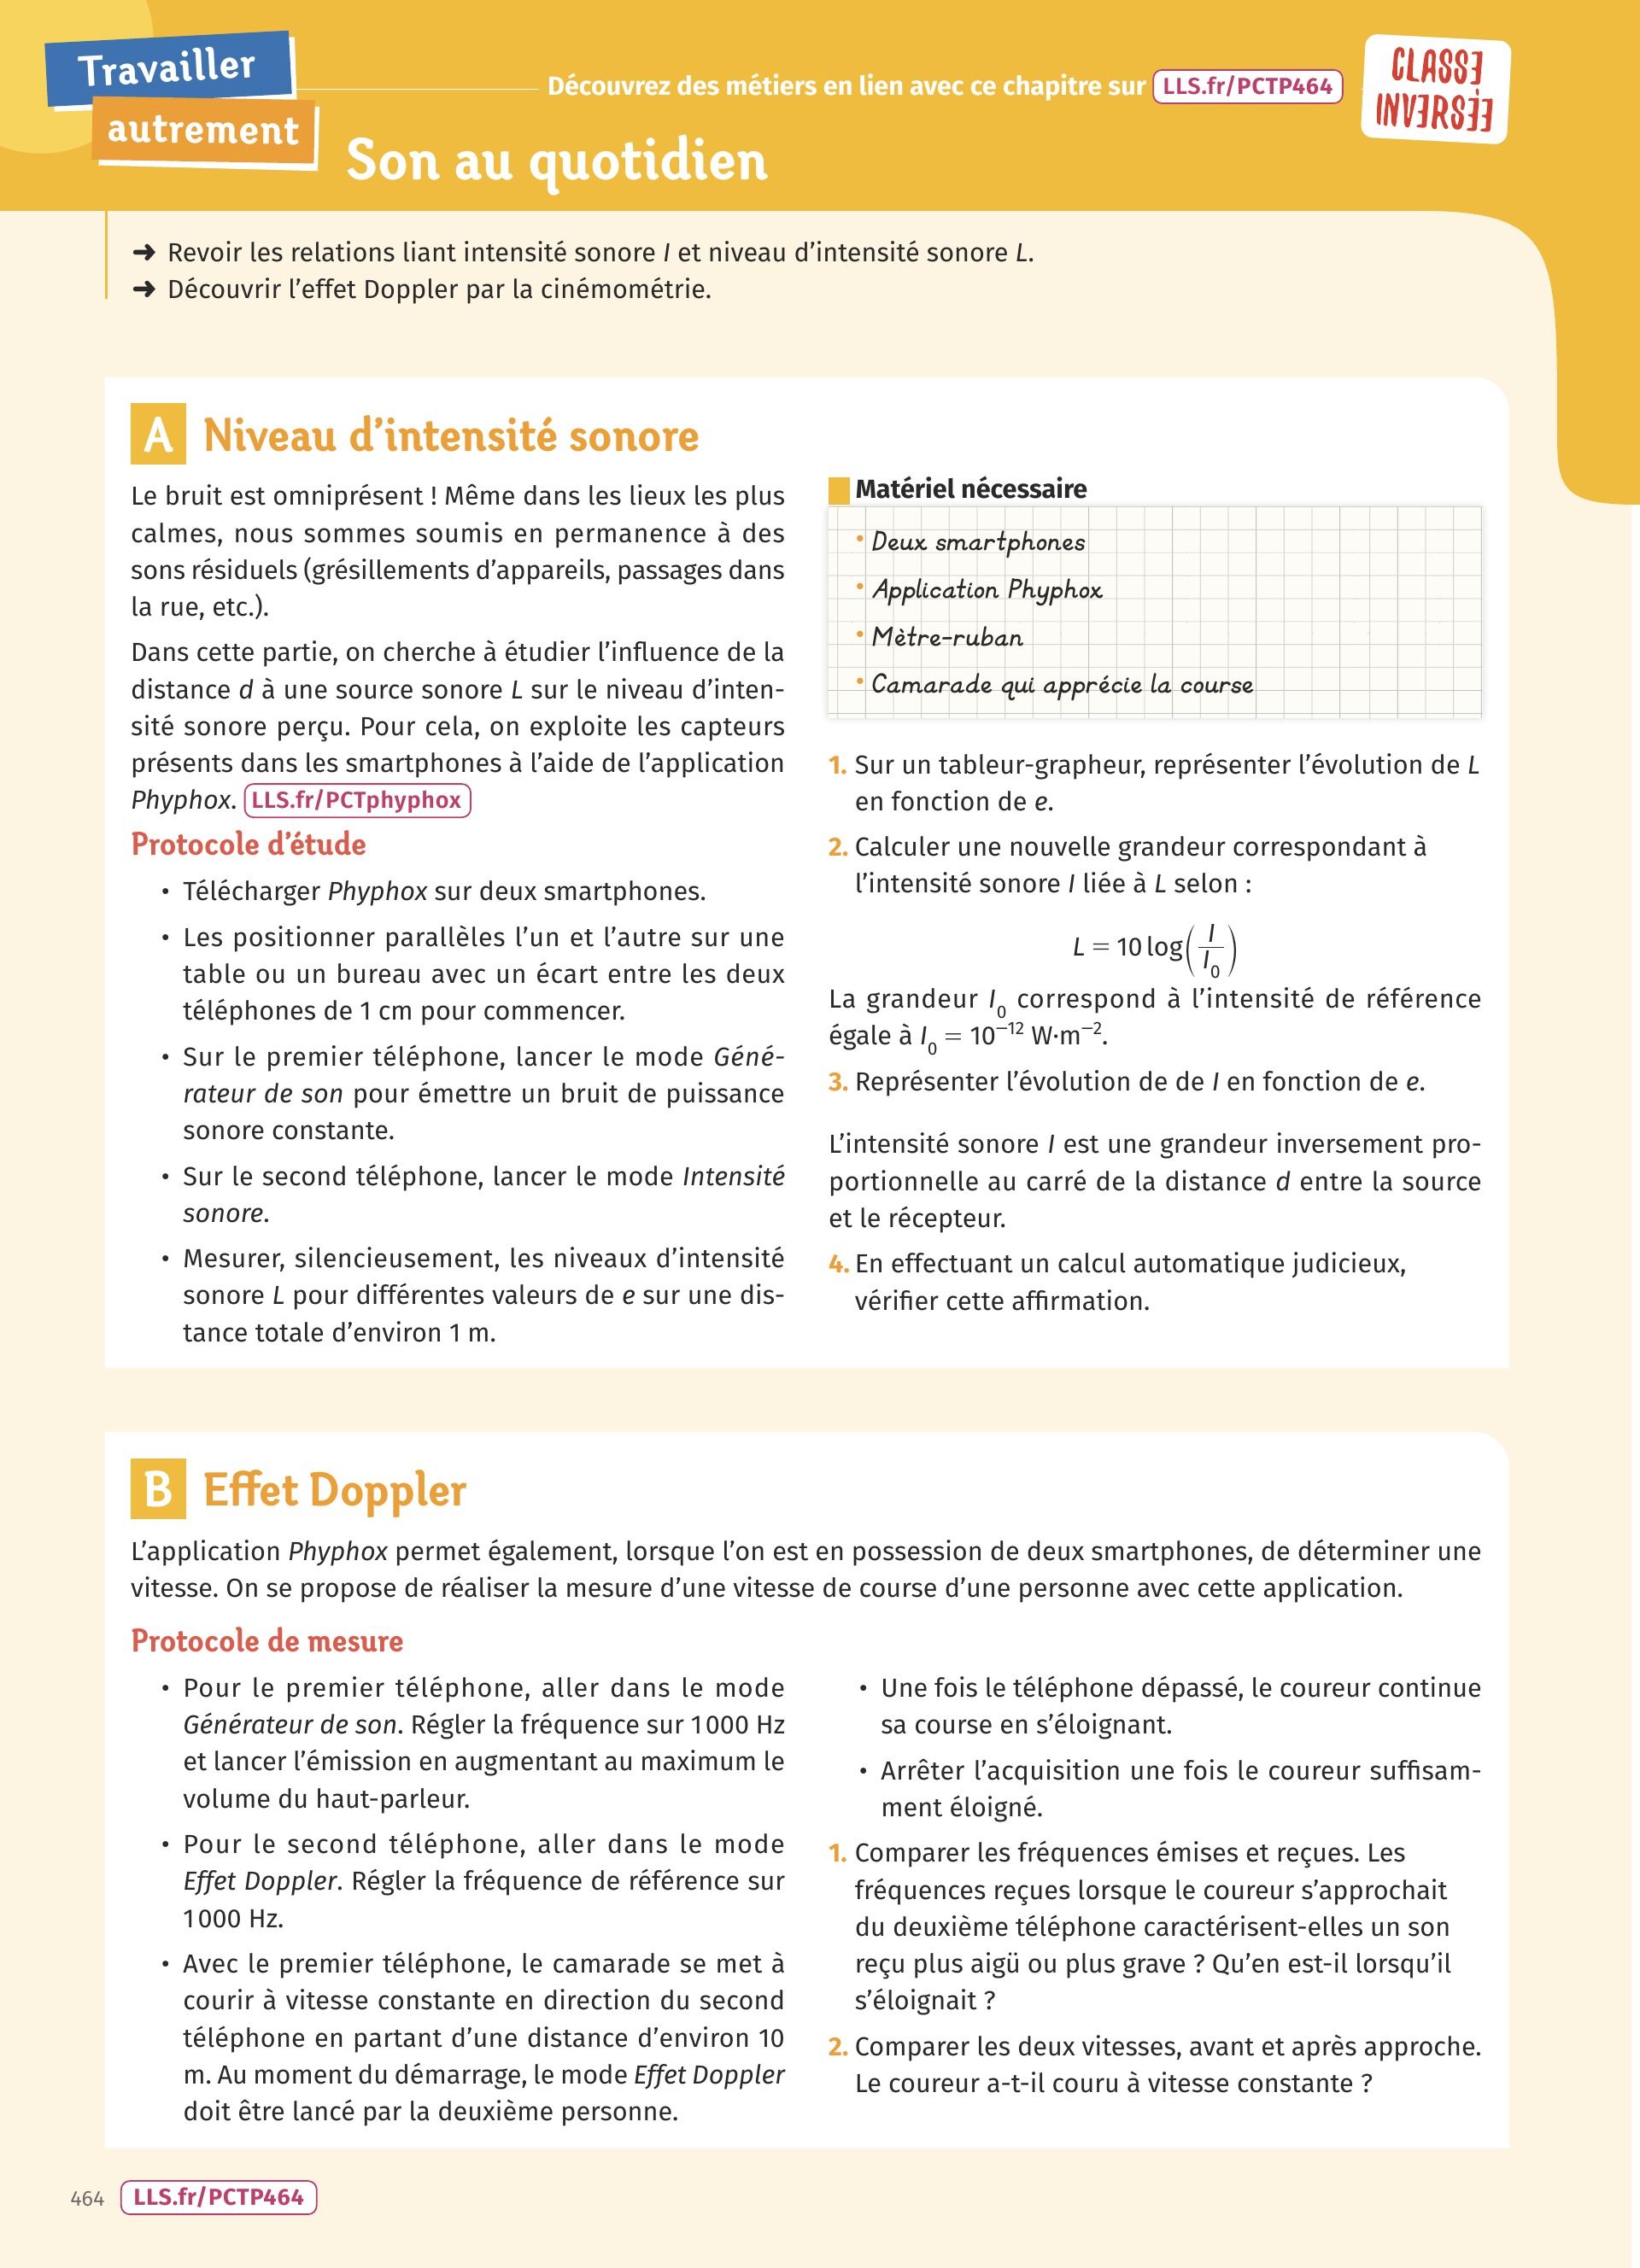 Travailler
autrement
Découvrez des métiers en lien avec ce chapitre sur LLS.fr/PCTP464
CLASSE
INVERSÉE
Son au quotidien
➜ Revoir les relations liant intensité sonore I et niveau d'intensité sonore L.
➜ Découvrir l'effet Doppler par la cinémométrie.
A Niveau d'intensité sonore
Le bruit est omniprésent ! Même dans les lieux les plus
calmes, nous sommes soumis en permanence à des
sons résiduels (grésillements d'appareils, passages dans
la rue, etc.).
Dans cette partie, on cherche à étudier l'influence de la
distance d à une source sonore L sur le niveau d'inten-
sité sonore perçu. Pour cela, on exploite les capteurs
présents dans les smartphones à l'aide de l'application
Phyphox. LLS.fr/PCTphyphox
Protocole d'étude
• Télécharger Phyphox sur deux smartphones.
• Les positionner parallèles l'un et l'autre sur une
table ou un bureau avec un écart entre les deux
téléphones de 1 cm pour commencer.
• Sur le premier téléphone, lancer le mode Géné-
rateur de son pour émettre un bruit de puissance
sonore constante.
• Sur le second téléphone, lancer le mode Intensité
sonore.
• Mesurer, silencieusement, les niveaux d'intensité
sonore L pour différentes valeurs de e sur une dis-
tance totale d'environ 1 m.
Matériel nécessaire
• Deux smartphones
• Application Phyphox
• Mètre-ruban
• Camarade qui apprécie la course
1. Sur un tableur-grapheur, représenter l'évolution de L
en fonction de e.
2. Calculer une nouvelle grandeur correspondant à
l'intensité sonore I liée à L selon :
L = 10 log(I/I₀)
La grandeur I₀ correspond à l'intensité de référence
égale à I₀ = 10⁻¹² W·m⁻².
3. Représenter l'évolution de de I en fonction de e.
L'intensité sonore I est une grandeur inversement pro-
portionnelle au carré de la distance d entre la source
et le récepteur.
4. En effectuant un calcul automatique judicieux,
vérifier cette affirmation.
B Effet Doppler
L'application Phyphox permet également, lorsque l'on est en possession de deux smartphones, de déterminer une
vitesse. On se propose de réaliser la mesure d'une vitesse de course d'une personne avec cette application.
Protocole de mesure
• Pour le premier téléphone, aller dans le mode
Générateur de son. Régler la fréquence sur 1 000 Hz
et lancer l'émission en augmentant au maximum le
volume du haut-parleur.
• Pour le second téléphone, aller dans le mode
Effet Doppler. Régler la fréquence de référence sur
1 000 Hz.
• Avec le premier téléphone, le camarade se met à
courir à vitesse constante en direction du second
téléphone en partant d'une distance d'environ 10
m. Au moment du démarrage, le mode Effet Doppler
doit être lancé par la deuxième personne.
• Une fois le téléphone dépassé, le coureur continue
sa course en s'éloignant.
• Arrêter l'acquisition une fois le coureur suffisam-
ment éloigné.
1. Comparer les fréquences émises et reçues. Les
fréquences reçues lorsque le coureur s'approchait
du deuxième téléphone caractérisent-elles un son
reçu plus aigü ou plus grave ? Qu'en est-il lorsqu'il
s'éloignait ?
2. Comparer les deux vitesses, avant et après approche.
Le coureur a-t-il couru à vitesse constante ?
464 LLS.fr/PCTP464